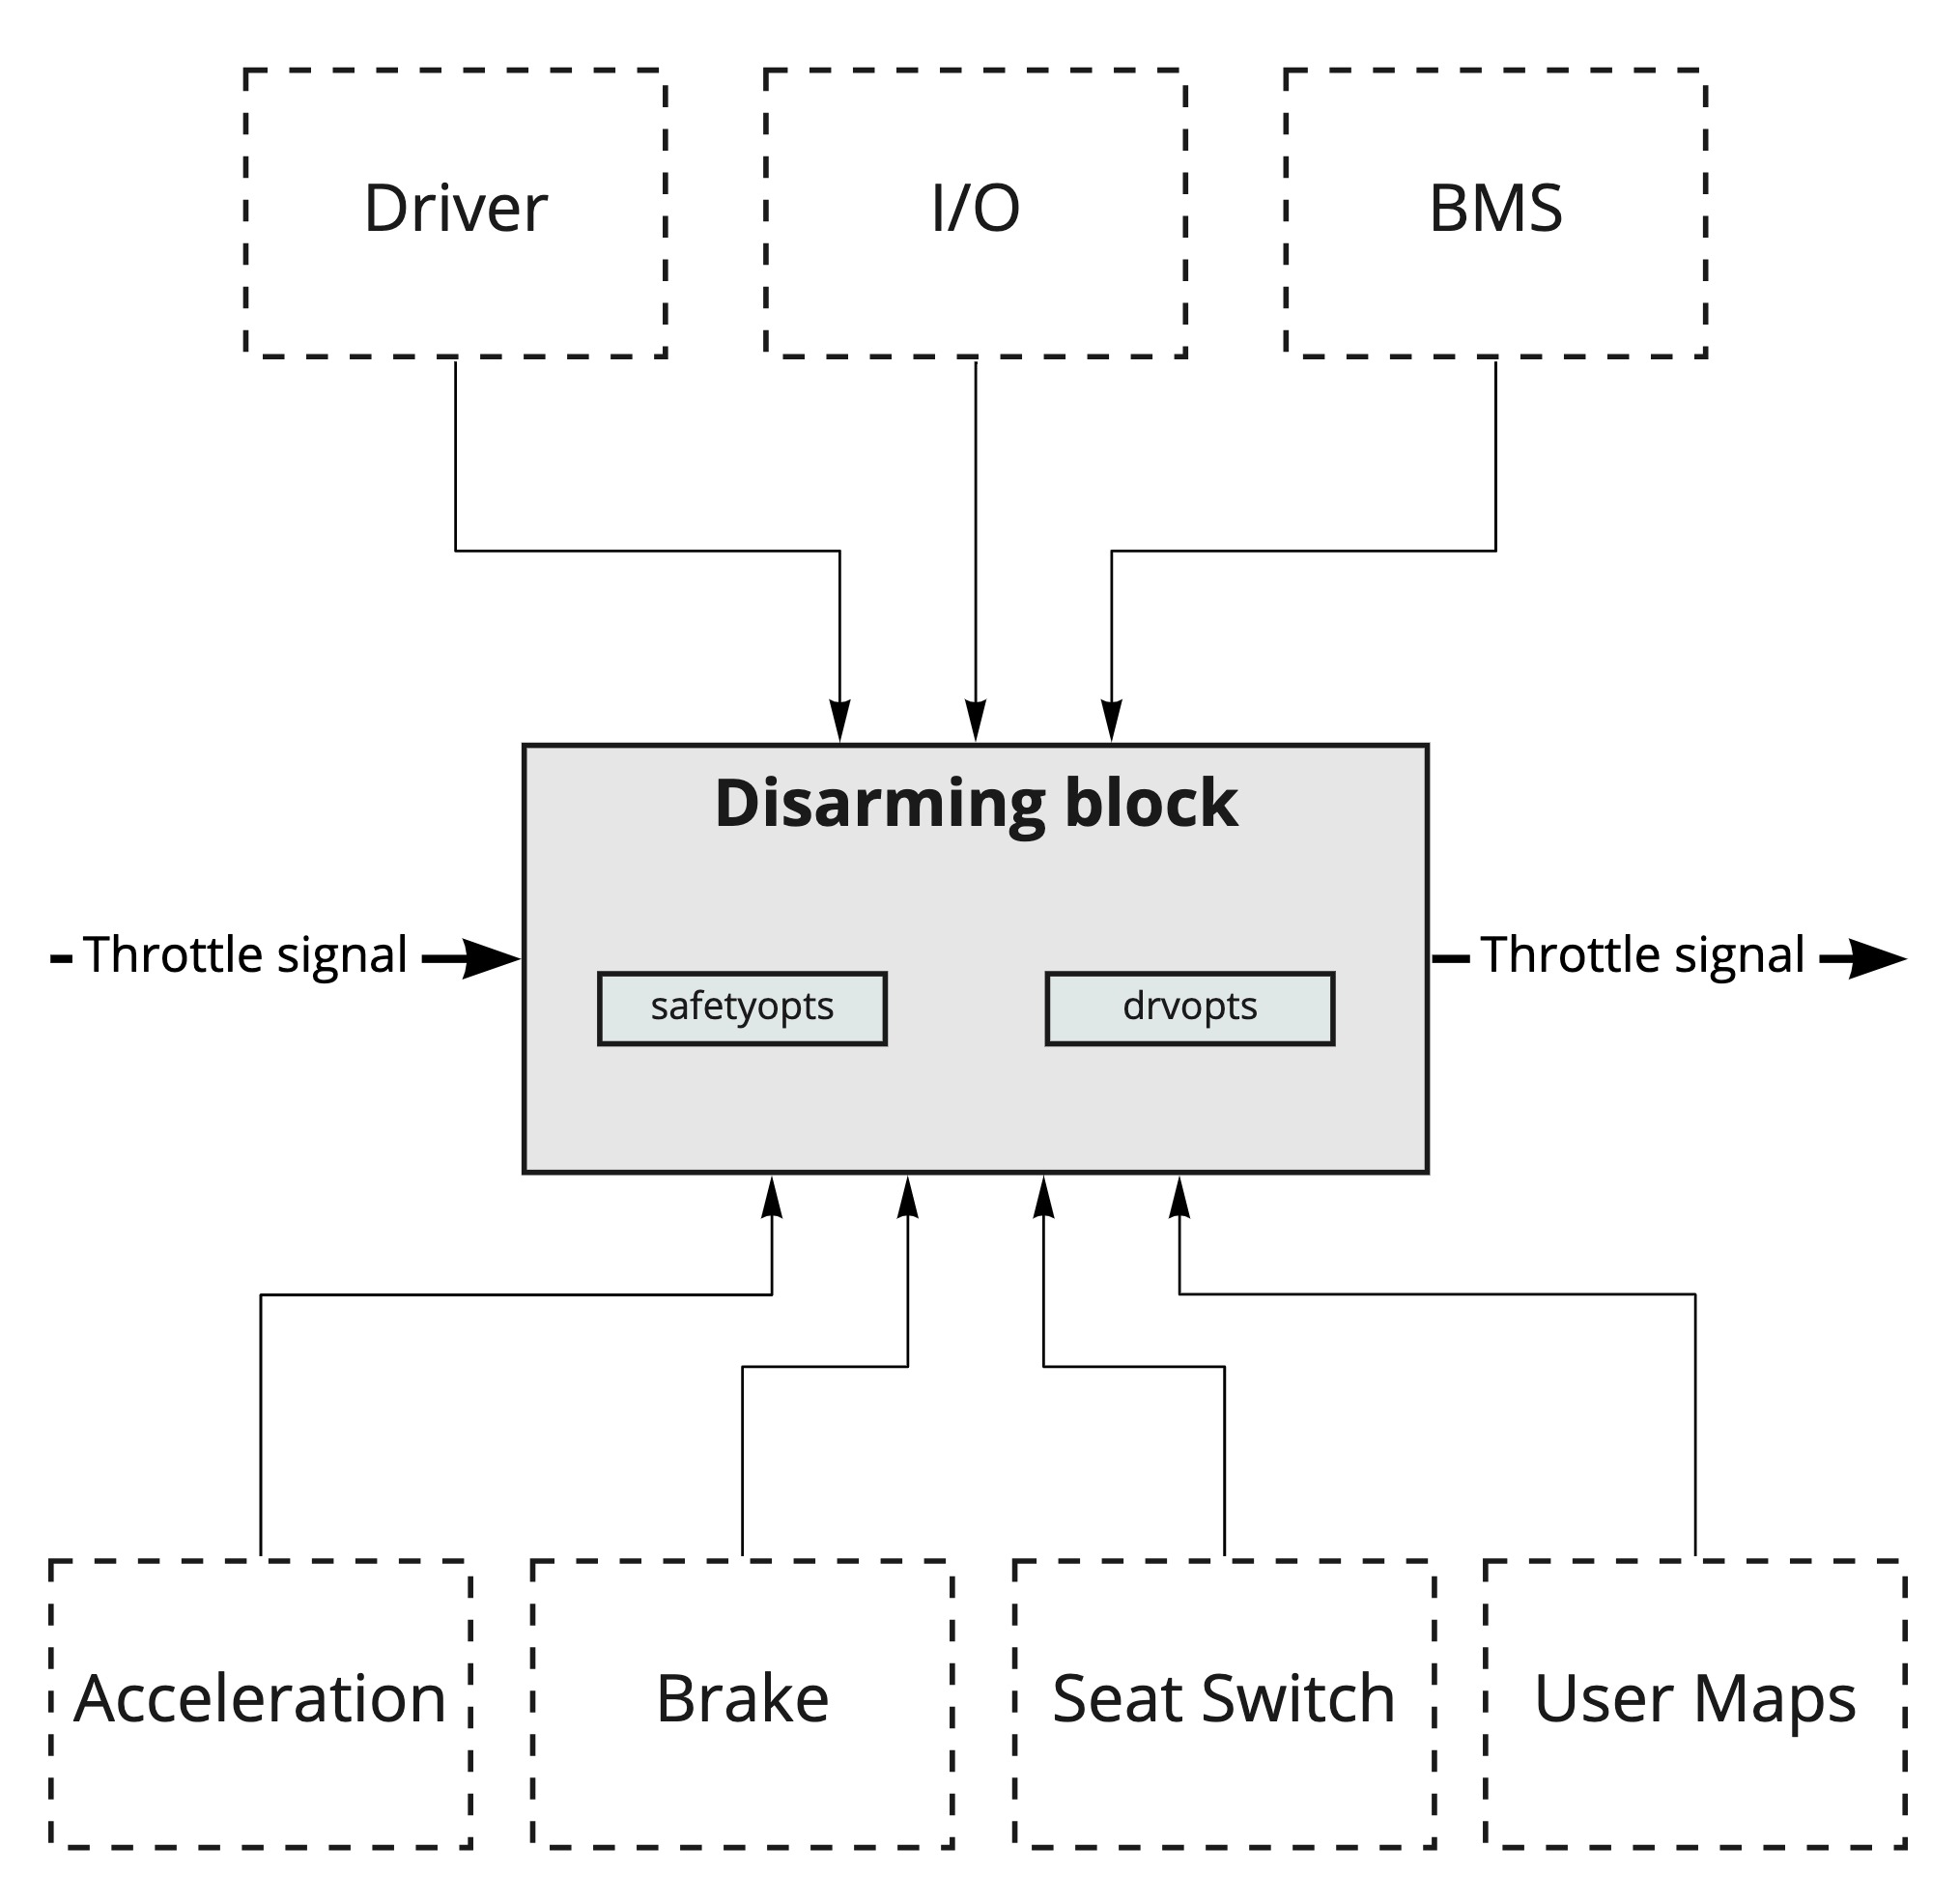 Driver
I/O
BMS
Disarming block
Throttle signal
Throttle signal
safetyopts
drvopts
Acceleration
Brake
Seat Switch
User Maps